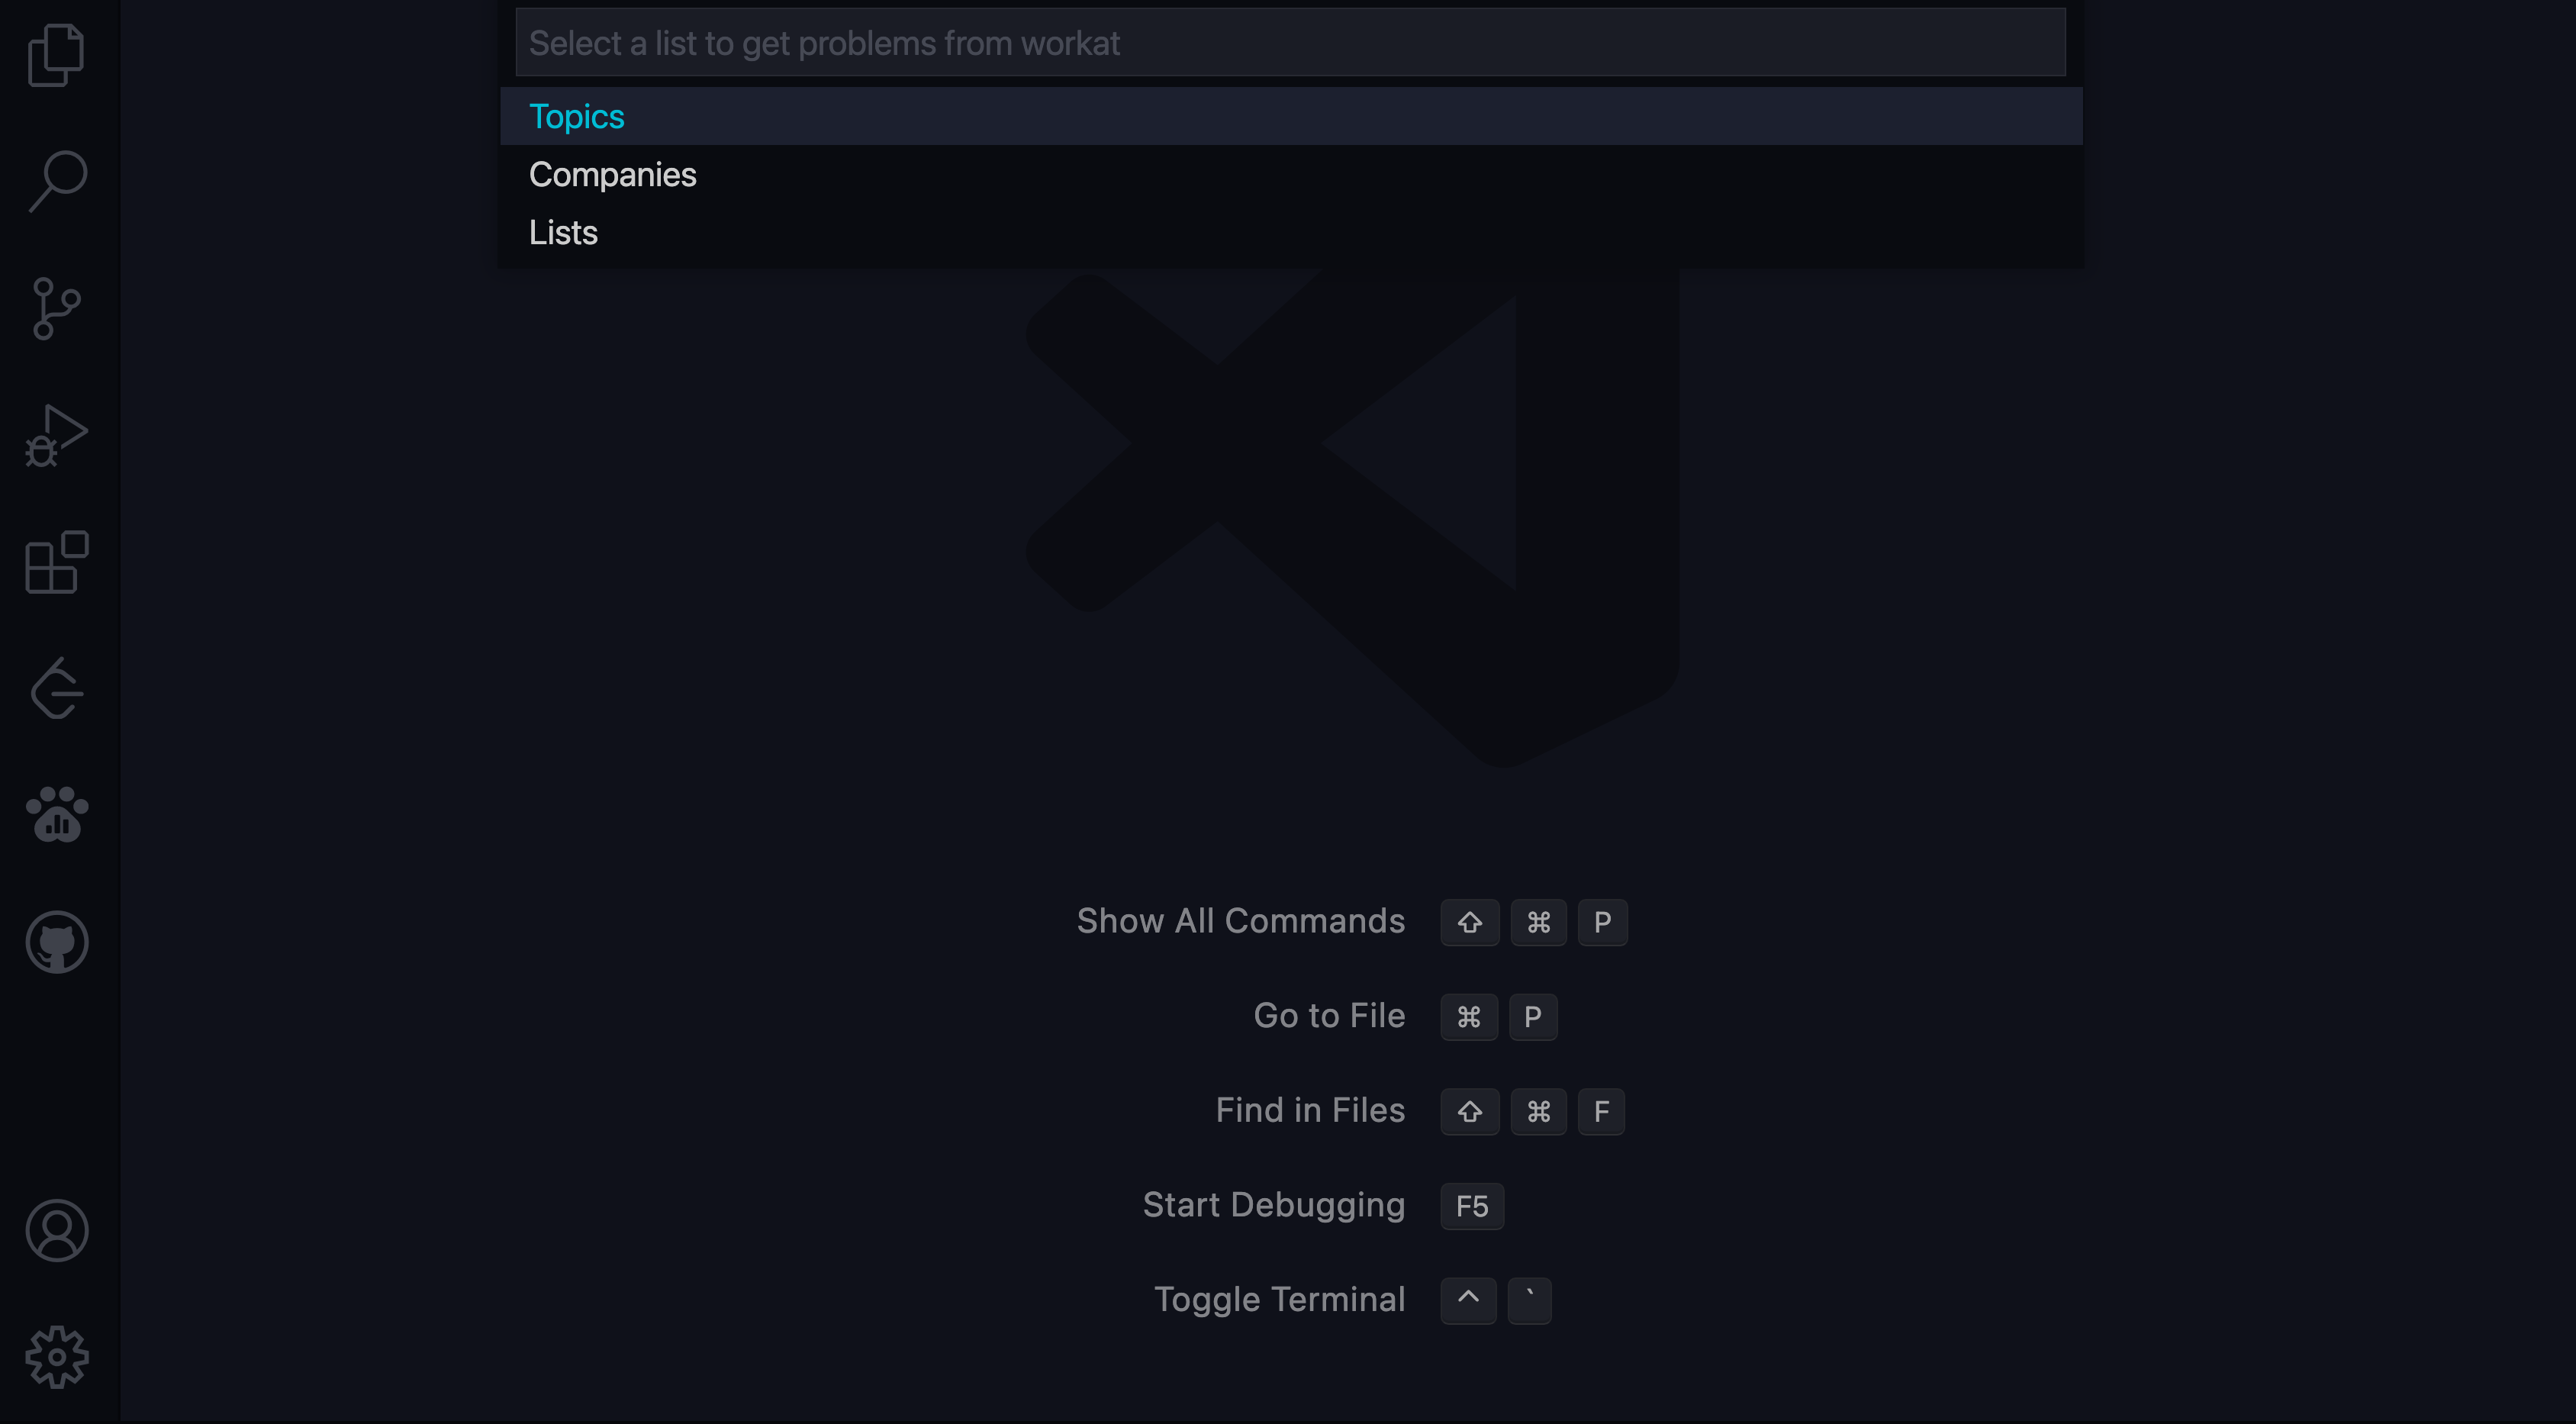 Select a list to get problems from workat
Topics
Companies
Lists
Show All Commands ⇧ ⌘ P
Go to File ⌘ P
Find in Files ⇧ ⌘ F
Start Debugging F5
Toggle Terminal ^ `